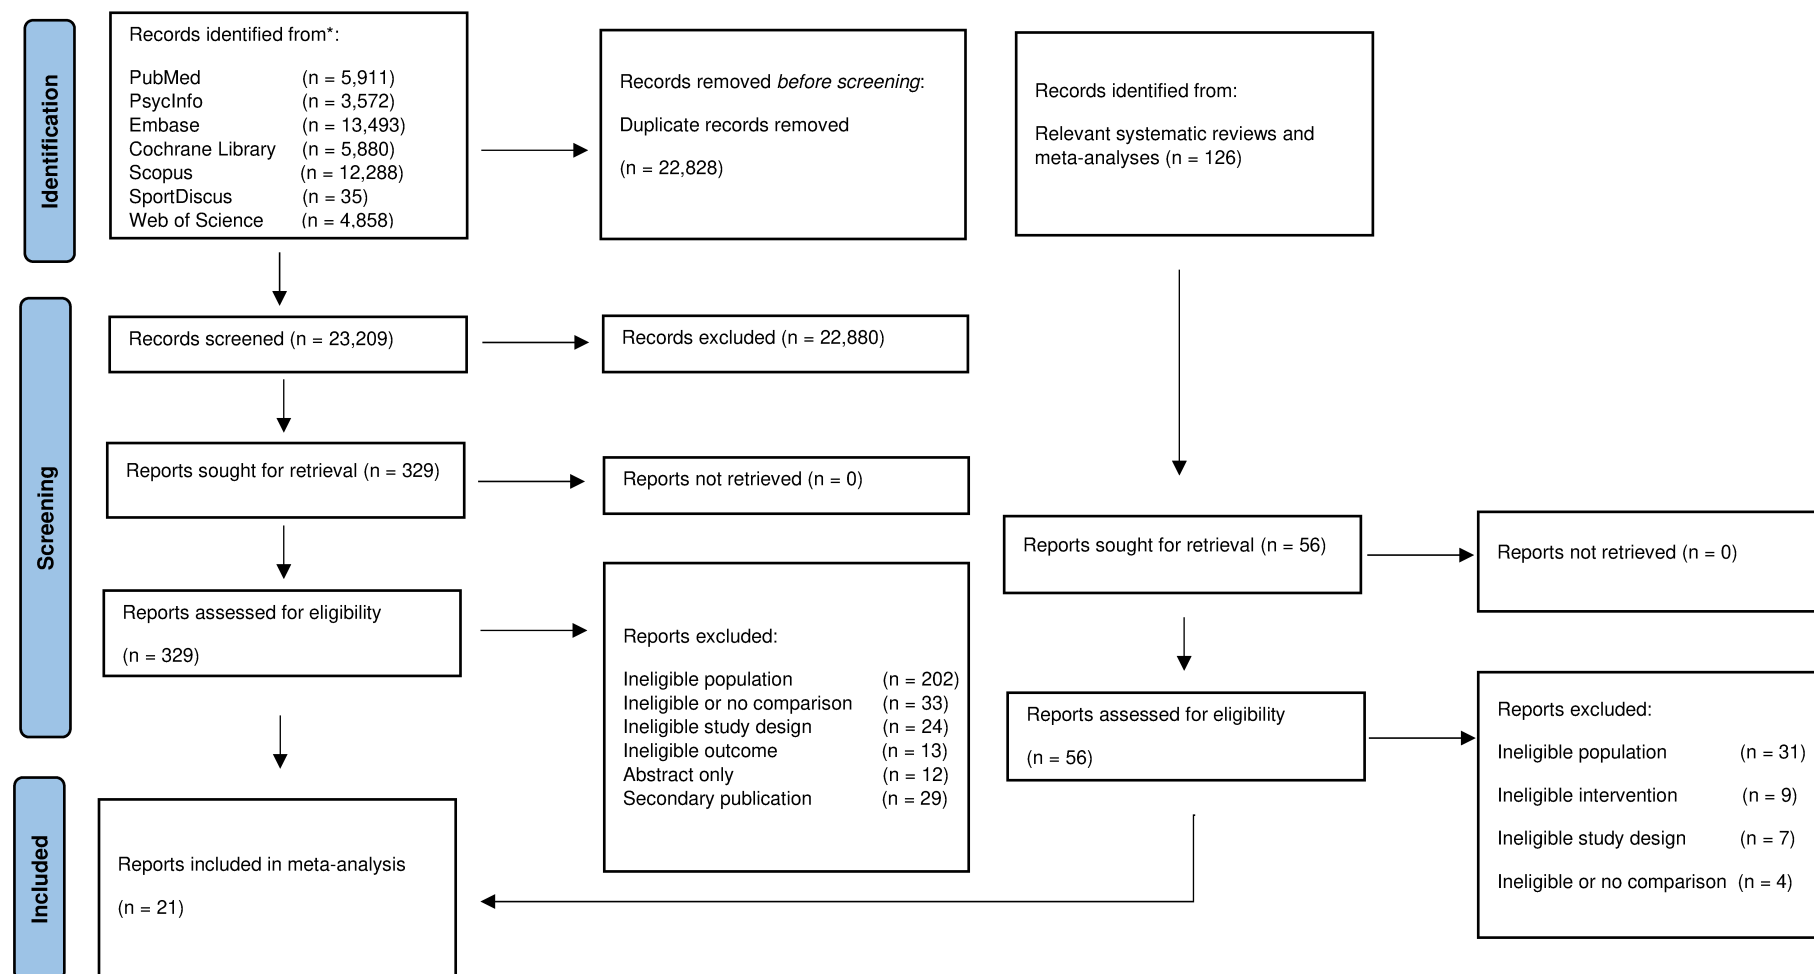 Identification
Records identified from*:
PubMed (n = 5,911)
PsycInfo (n = 3,572)
Embase (n = 13,493)
Cochrane Library (n = 5,880)
Scopus (n = 12,288)
SportDiscus (n = 35)
Web of Science (n = 4,858)
Records removed before screening:
Duplicate records removed
(n = 22,828)
Records identified from:
Relevant systematic reviews and
meta-analyses (n = 126)
Screening
Records screened (n = 23,209)
Records excluded (n = 22,880)
Reports sought for retrieval (n = 329)
Reports not retrieved (n = 0)
Reports sought for retrieval (n = 56)
Reports not retrieved (n = 0)
Reports assessed for eligibility
(n = 329)
Reports excluded:
Ineligible population (n = 202)
Ineligible or no comparison (n = 33)
Ineligible study design (n = 24)
Ineligible outcome (n = 13)
Abstract only (n = 12)
Secondary publication (n = 29)
Reports assessed for eligibility
(n = 56)
Reports excluded:
Ineligible population (n = 31)
Ineligible intervention (n = 9)
Ineligible study design (n = 7)
Ineligible or no comparison (n = 4)
Included
Reports included in meta-analysis
(n = 21)